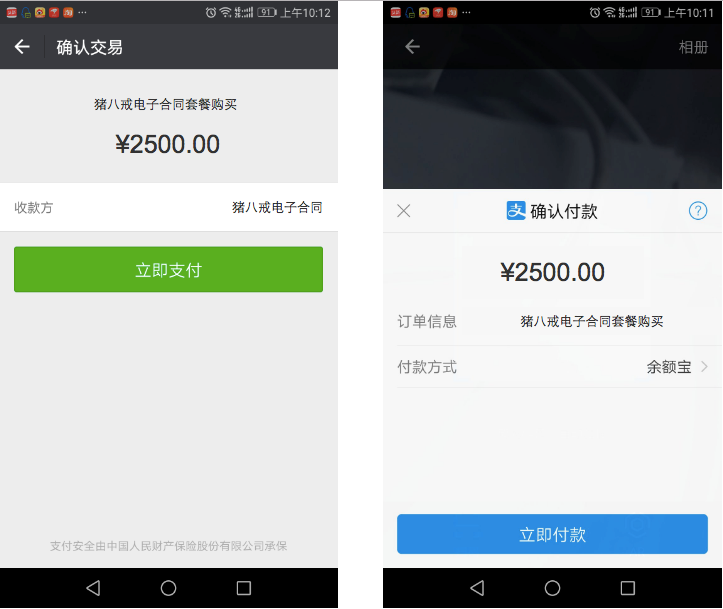 91 上午10:12
确认交易
猪八戒电子合同套餐购买
¥2500.00
收款方 猪八戒电子合同
立即支付
支付安全由中国人民财产保险股份有限公司承保
91 上午10:11
相册
支 确认付款 ?
¥2500.00
订单信息 猪八戒电子合同套餐购买
付款方式 余额宝
立即付款